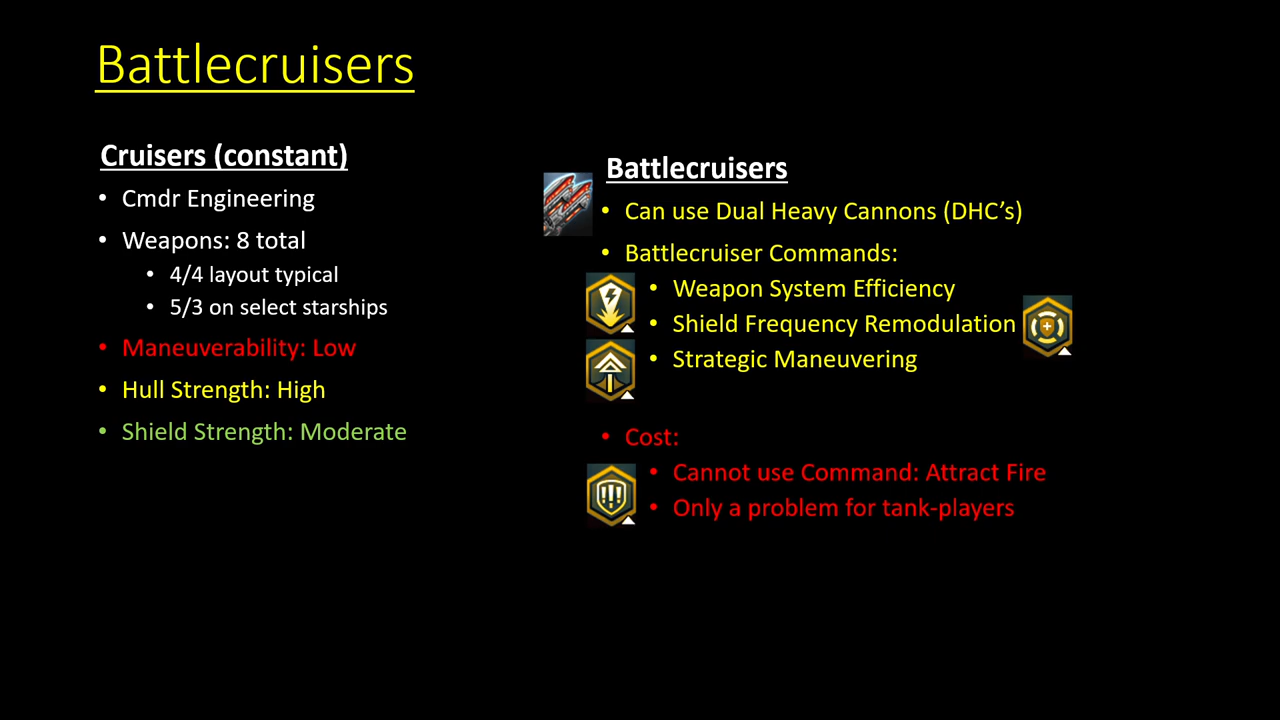 Battlecruisers
Cruisers (constant)
• Cmdr Engineering
• Weapons: 8 total
• 4/4 layout typical
• 5/3 on select starships
• Maneuverability: Low
• Hull Strength: High
• Shield Strength: Moderate
Battlecruisers
• Can use Dual Heavy Cannons (DHC’s)
• Battlecruiser Commands:
• Weapon System Efficiency
• Shield Frequency Remodulation
• Strategic Maneuvering
• Cost:
• Cannot use Command: Attract Fire
• Only a problem for tank-players